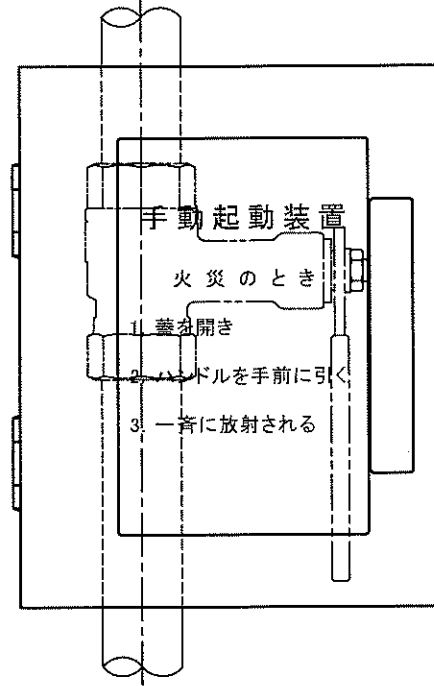 手動起動装置
火災のとき
1. 蓋を開き
2. ハンドルを手前に引く
3. 一斉に放射される